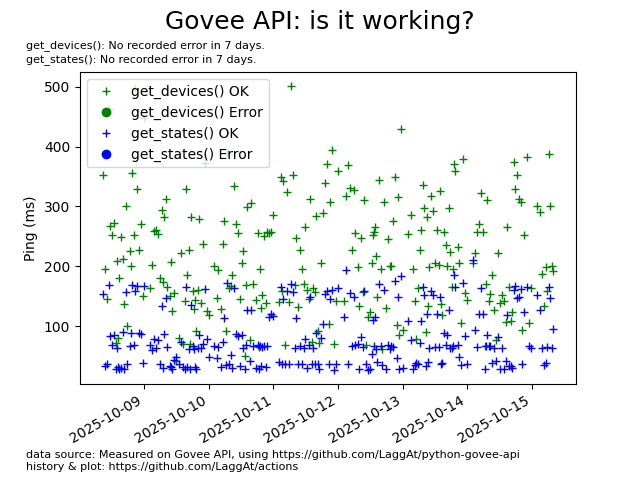 Govee API: is it working?
get_devices(): No recorded error in 7 days.
get_states(): No recorded error in 7 days.
get_devices() OK
get_devices() Error
get_states() OK
get_states() Error
Ping (ms)
500
400
300
200
100
2025-10-09
2025-10-10
2025-10-11
2025-10-12
2025-10-13
2025-10-14
2025-10-15
data source: Measured on Govee API, using https://github.com/LaggAt/python-govee-api
history & plot: https://github.com/LaggAt/actions